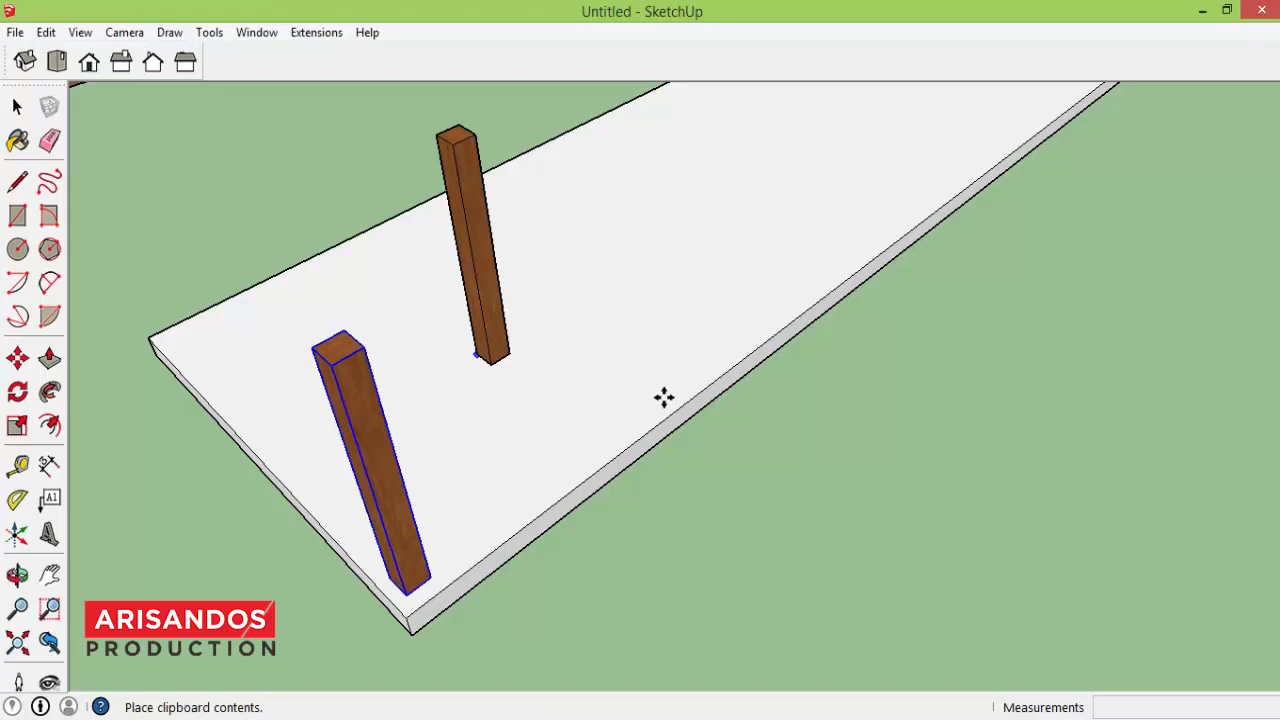 Untitled - SketchUp
File Edit View Camera Draw Tools Window Extensions Help
A1
ARISANDOS
PRODUCTION
Place clipboard contents.
Measurements